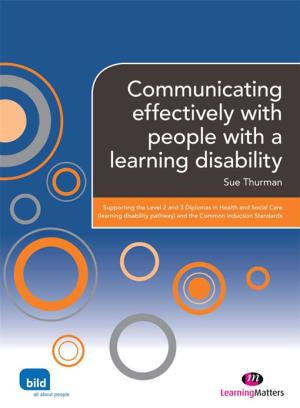 Communicating
effectively with
people with a
learning disability
Sue Thurman
Supporting the Level 2 and 3 Diplomas in Health and Social Care
(learning disability pathway) and the Common Induction Standards
bild
all about people
LearningMatters